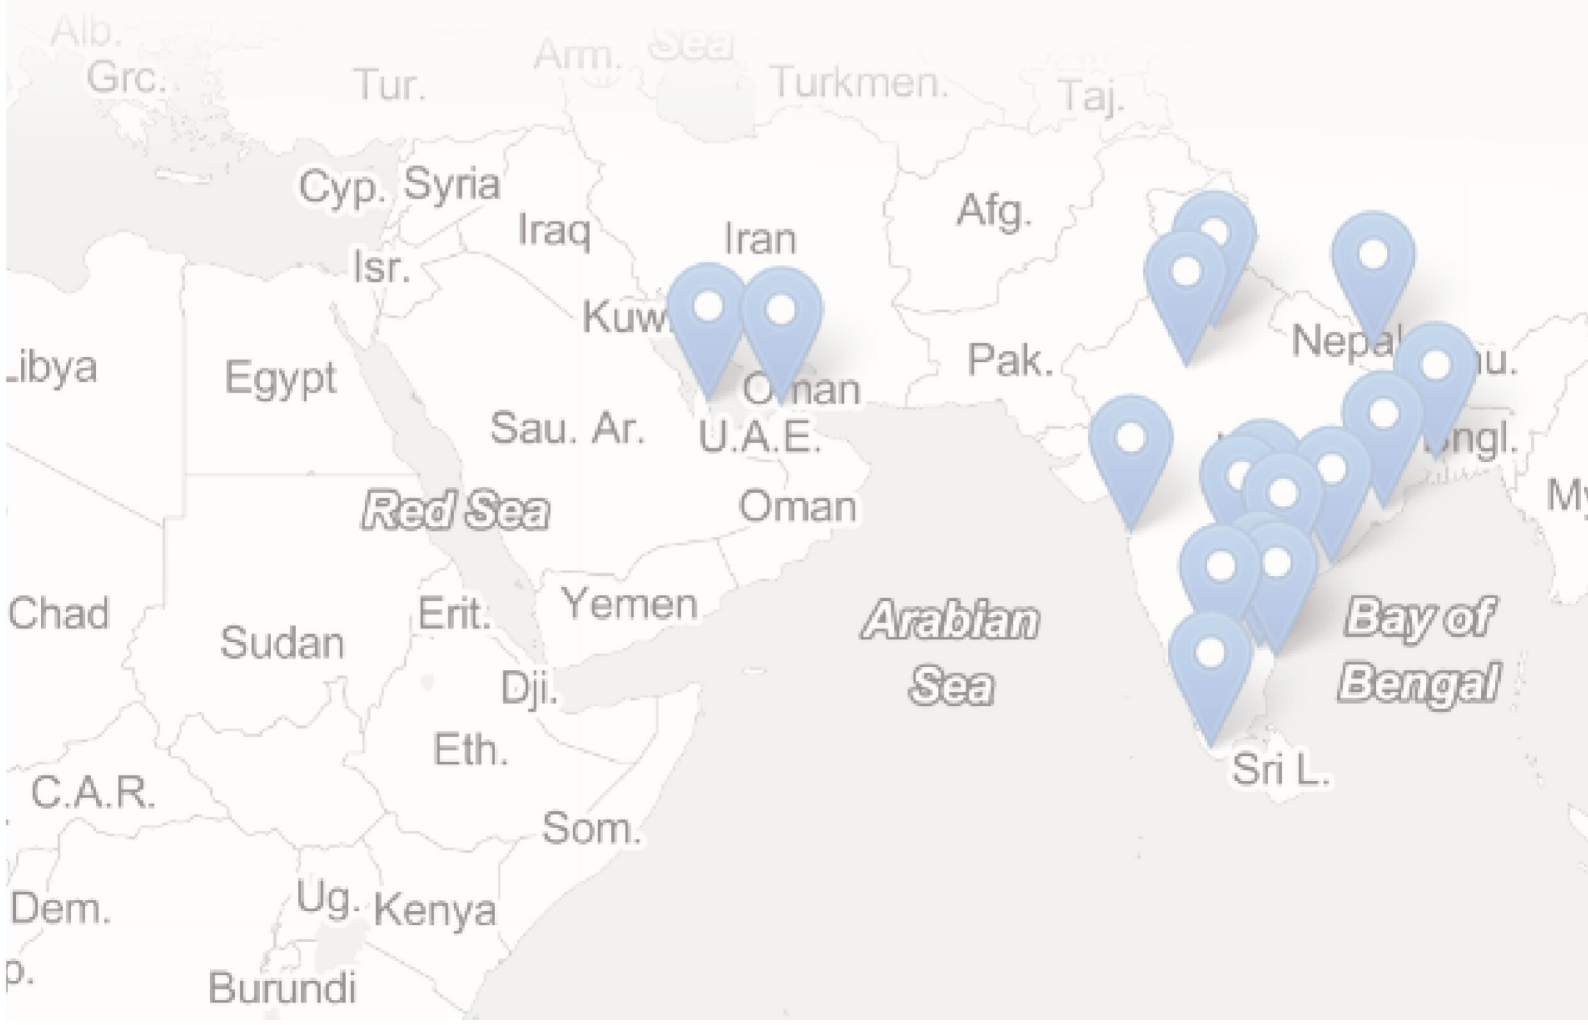 Alb.
Grc.
Tur.
Arm.
Sea
Turkmen.
Taj.
Cyp.
Syria
Iraq
Iran
Afg.
Isr.
Kuw.
Pak.
Nepal
Libya
Egypt
Oman
Sau. Ar.
U.A.E.
Red Sea
Oman
Chad
Sudan
Erit.
Yemen
Arabian
Sea
Bay of
Bengal
Dji.
Eth.
C.A.R.
Som.
Sri L.
Dem.
Ug.
Kenya
Burundi